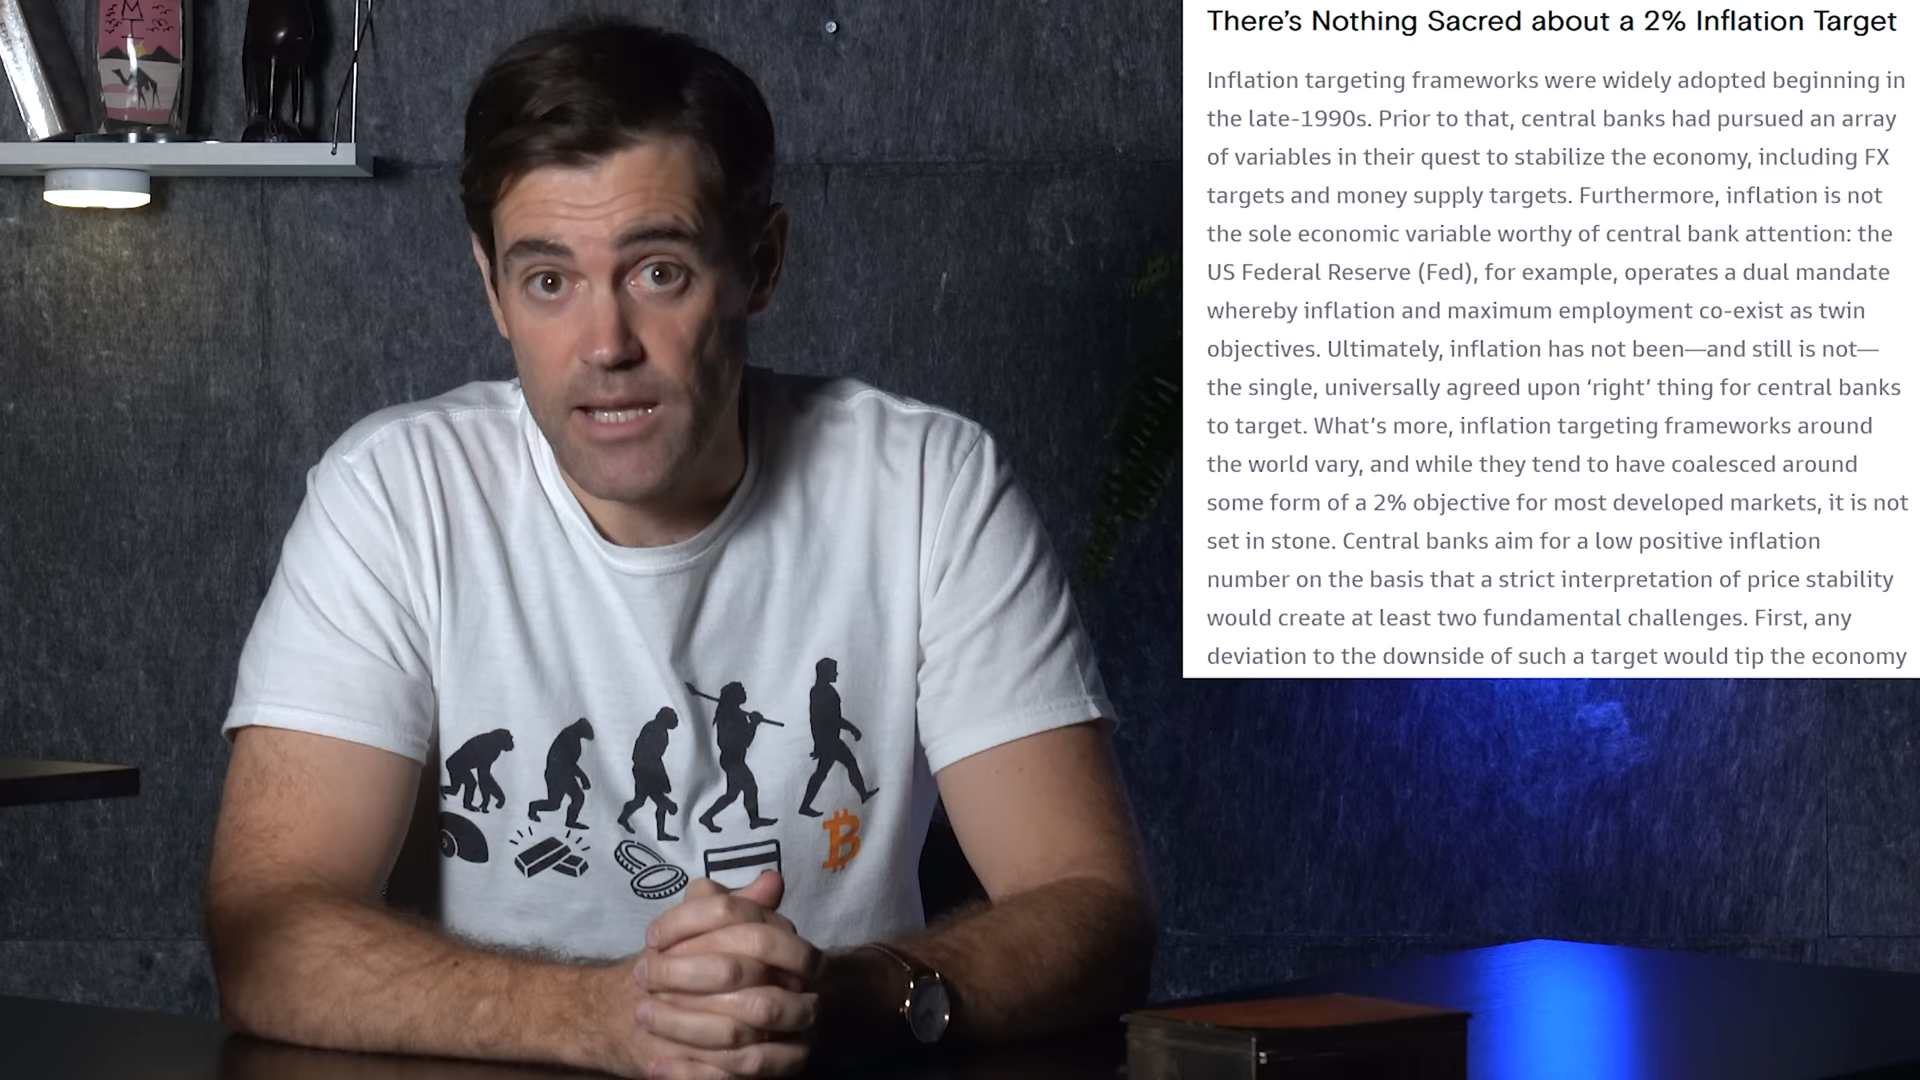 There's Nothing Sacred about a 2% Inflation Target
Inflation targeting frameworks were widely adopted beginning in
the late-1990s. Prior to that, central banks had pursued an array
of variables in their quest to stabilize the economy, including FX
targets and money supply targets. Furthermore, inflation is not
the sole economic variable worthy of central bank attention: the
US Federal Reserve (Fed), for example, operates a dual mandate
whereby inflation and maximum employment co-exist as twin
objectives. Ultimately, inflation has not been—and still is not—
the single, universally agreed upon ‘right’ thing for central banks
to target. What’s more, inflation targeting frameworks around
the world vary, and while they tend to have coalesced around
some form of a 2% objective for most developed markets, it is not
set in stone. Central banks aim for a low positive inflation
number on the basis that a strict interpretation of price stability
would create at least two fundamental challenges. First, any
deviation to the downside of such a target would tip the economy